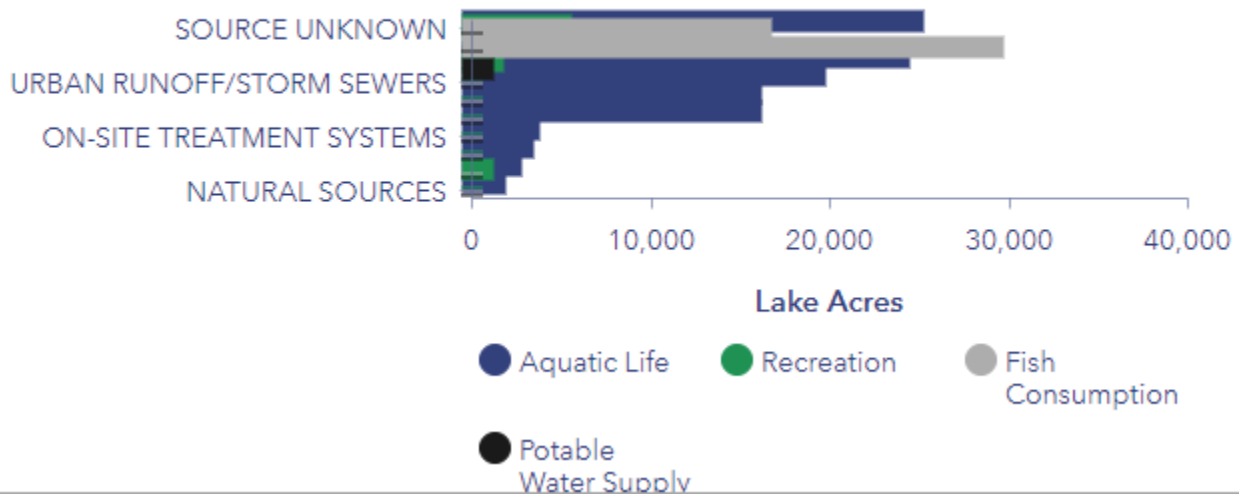 SOURCE UNKNOWN
URBAN RUNOFF/STORM SEWERS
ON-SITE TREATMENT SYSTEMS
NATURAL SOURCES
0 10,000 20,000 30,000 40,000
Lake Acres
Aquatic Life Recreation Fish
Consumption
Potable
Water Supply